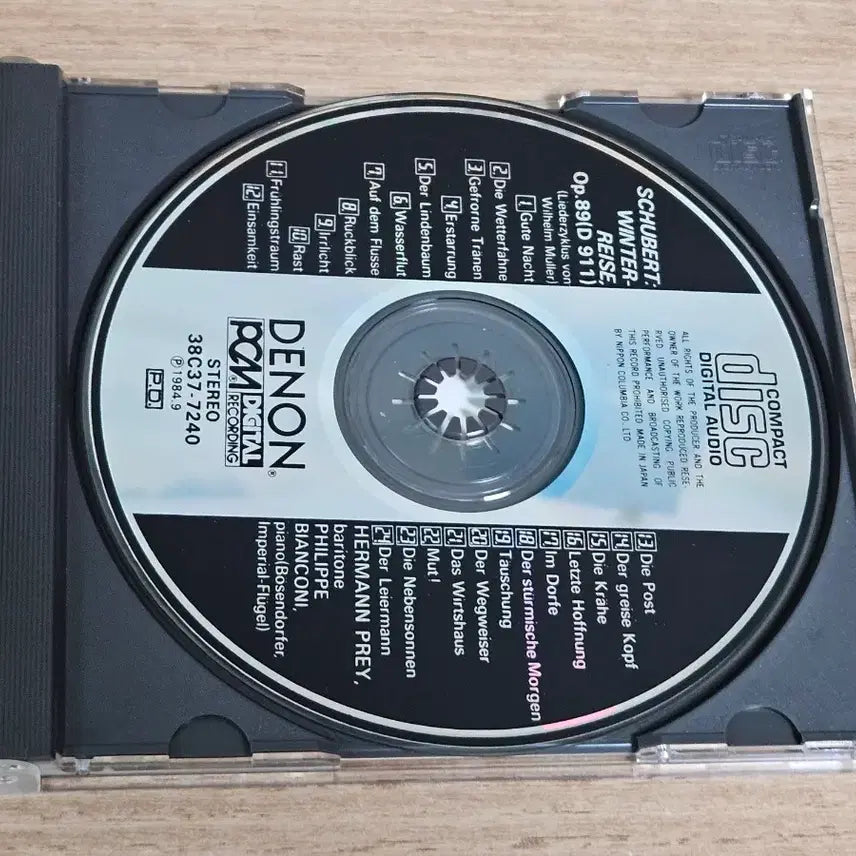 COMPACT
disc
DIGITAL AUDIO
ALL RIGHTS OF THE PRODUCER AND THE
OWNER OF THE WORK REPRODUCED RESE-
RVED. UNAUTHORISED COPYING, PUBLIC
PERFORMANCE AND BROADCASTING OF
THIS RECORD PROHIBITED MADE IN JAPAN
BY NIPPON COLUMBIA CO., LTD
SCHUBERT:
WINTER-
REISE,
Op.89(D 911)
(Liederzyklus von
Wilhelm Muller)
1 Gute Nacht
2 Die Wetterfahne
3 Gefrorne Tränen
4 Erstarrung
5 Der Lindenbaum
6 Wasserflut
7 Auf dem Flusse
8 Ruckblick
9 Irrlicht
10 Rast
11 Fruhlingstraum
12 Einsamkeit
13 Die Post
14 Der greise Kopf
15 Die Krähe
16 Letzte Hoffnung
17 Im Dorfe
18 Der stürmische Morgen
19 Tauschung
20 Der Wegweiser
21 Das Wirtshaus
22 Mut!
23 Die Nebensonnen
24 Der Leiermann
HERMANN PREY,
baritone
PHILIPPE
BIANCONI,
piano(Bösendorfer,
Imperial-Flugel)
DENON®
PCM DIGITAL
® RECORDING
STEREO
38C37-7240
Ⓟ 1984.9
P.D.